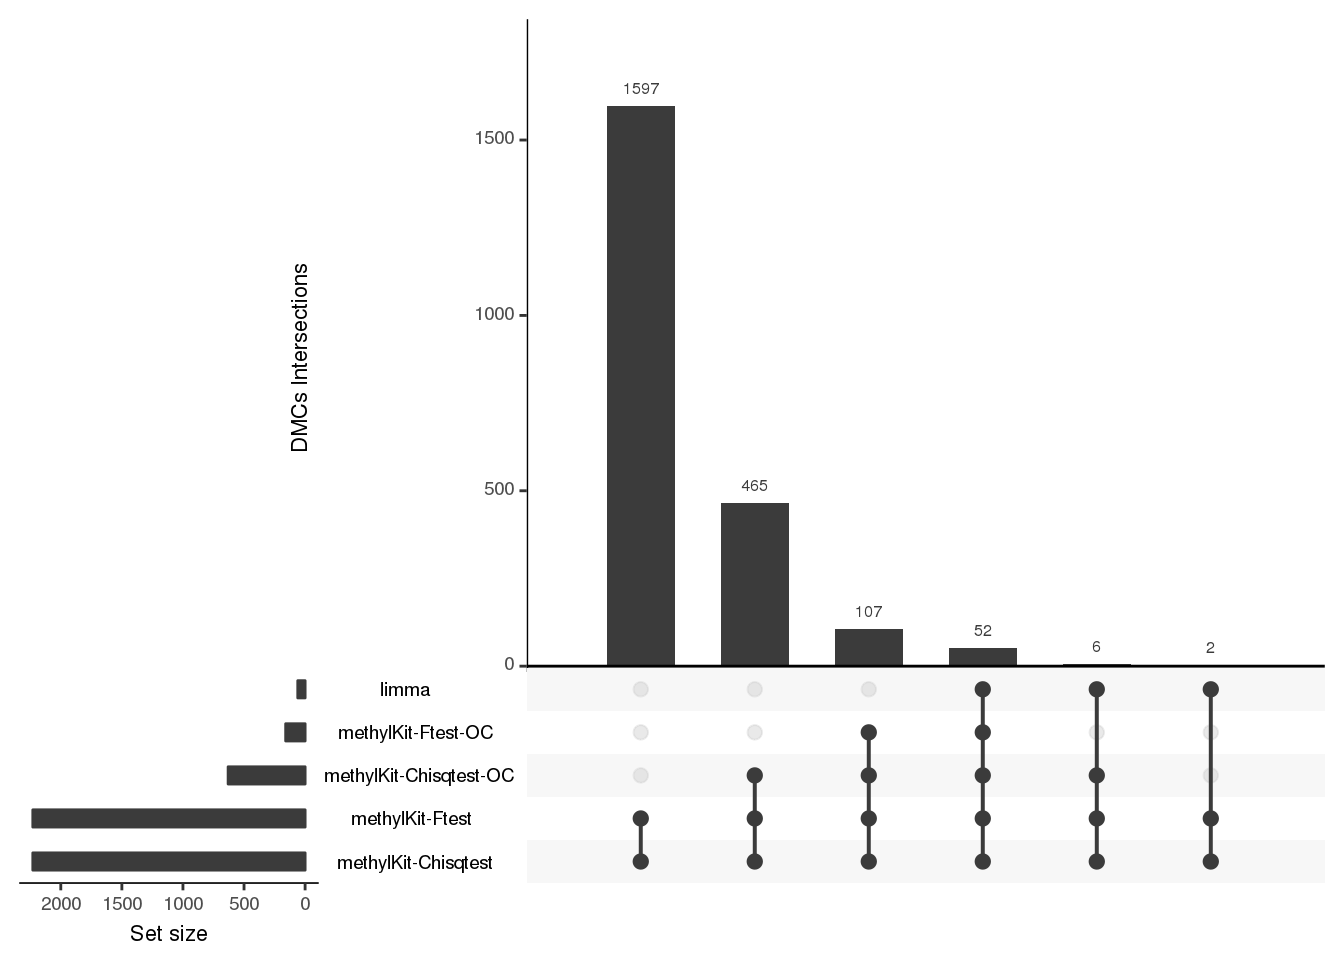 1597
1500
DMCs Intersections
1000
465
500
107
52
6
2
0
limma
methylKit-Ftest-OC
methylKit-Chisqtest-OC
methylKit-Ftest
methylKit-Chisqtest
2000 1500 1000 500 0
Set size